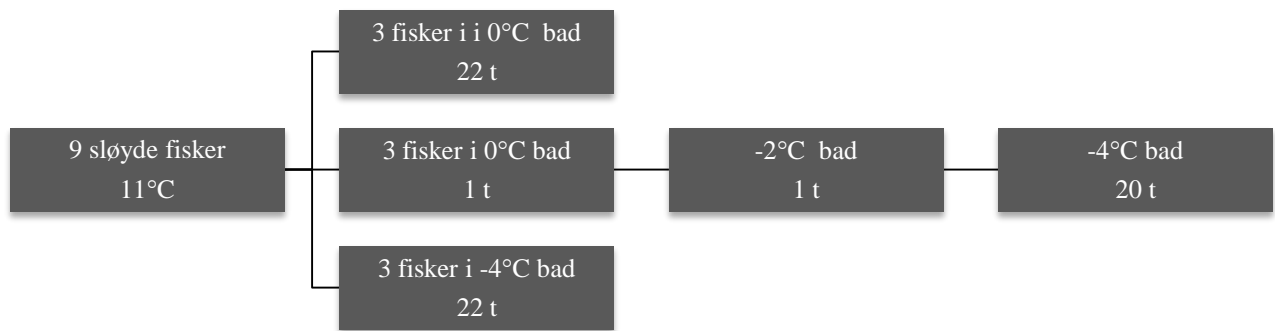 3 fisker i i 0°C bad
22 t
9 sløyde fisker
11°C
3 fisker i 0°C bad
1 t
-2°C bad
1 t
-4°C bad
20 t
3 fisker i -4°C bad
22 t